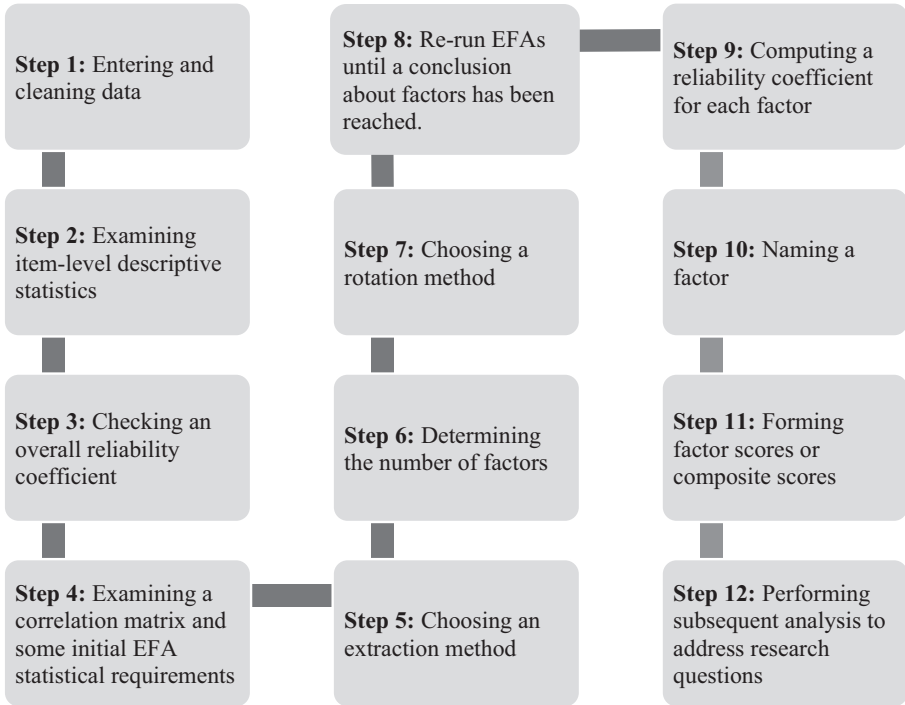 Step 1: Entering and
cleaning data
Step 2: Examining
item-level descriptive
statistics
Step 3: Checking an
overall reliability
coefficient
Step 4: Examining a
correlation matrix and
some initial EFA
statistical requirements
Step 5: Choosing an
extraction method
Step 6: Determining
the number of factors
Step 7: Choosing a
rotation method
Step 8: Re-run EFAs
until a conclusion
about factors has been
reached.
Step 9: Computing a
reliability coefficient
for each factor
Step 10: Naming a
factor
Step 11: Forming
factor scores or
composite scores
Step 12: Performing
subsequent analysis to
address research
questions